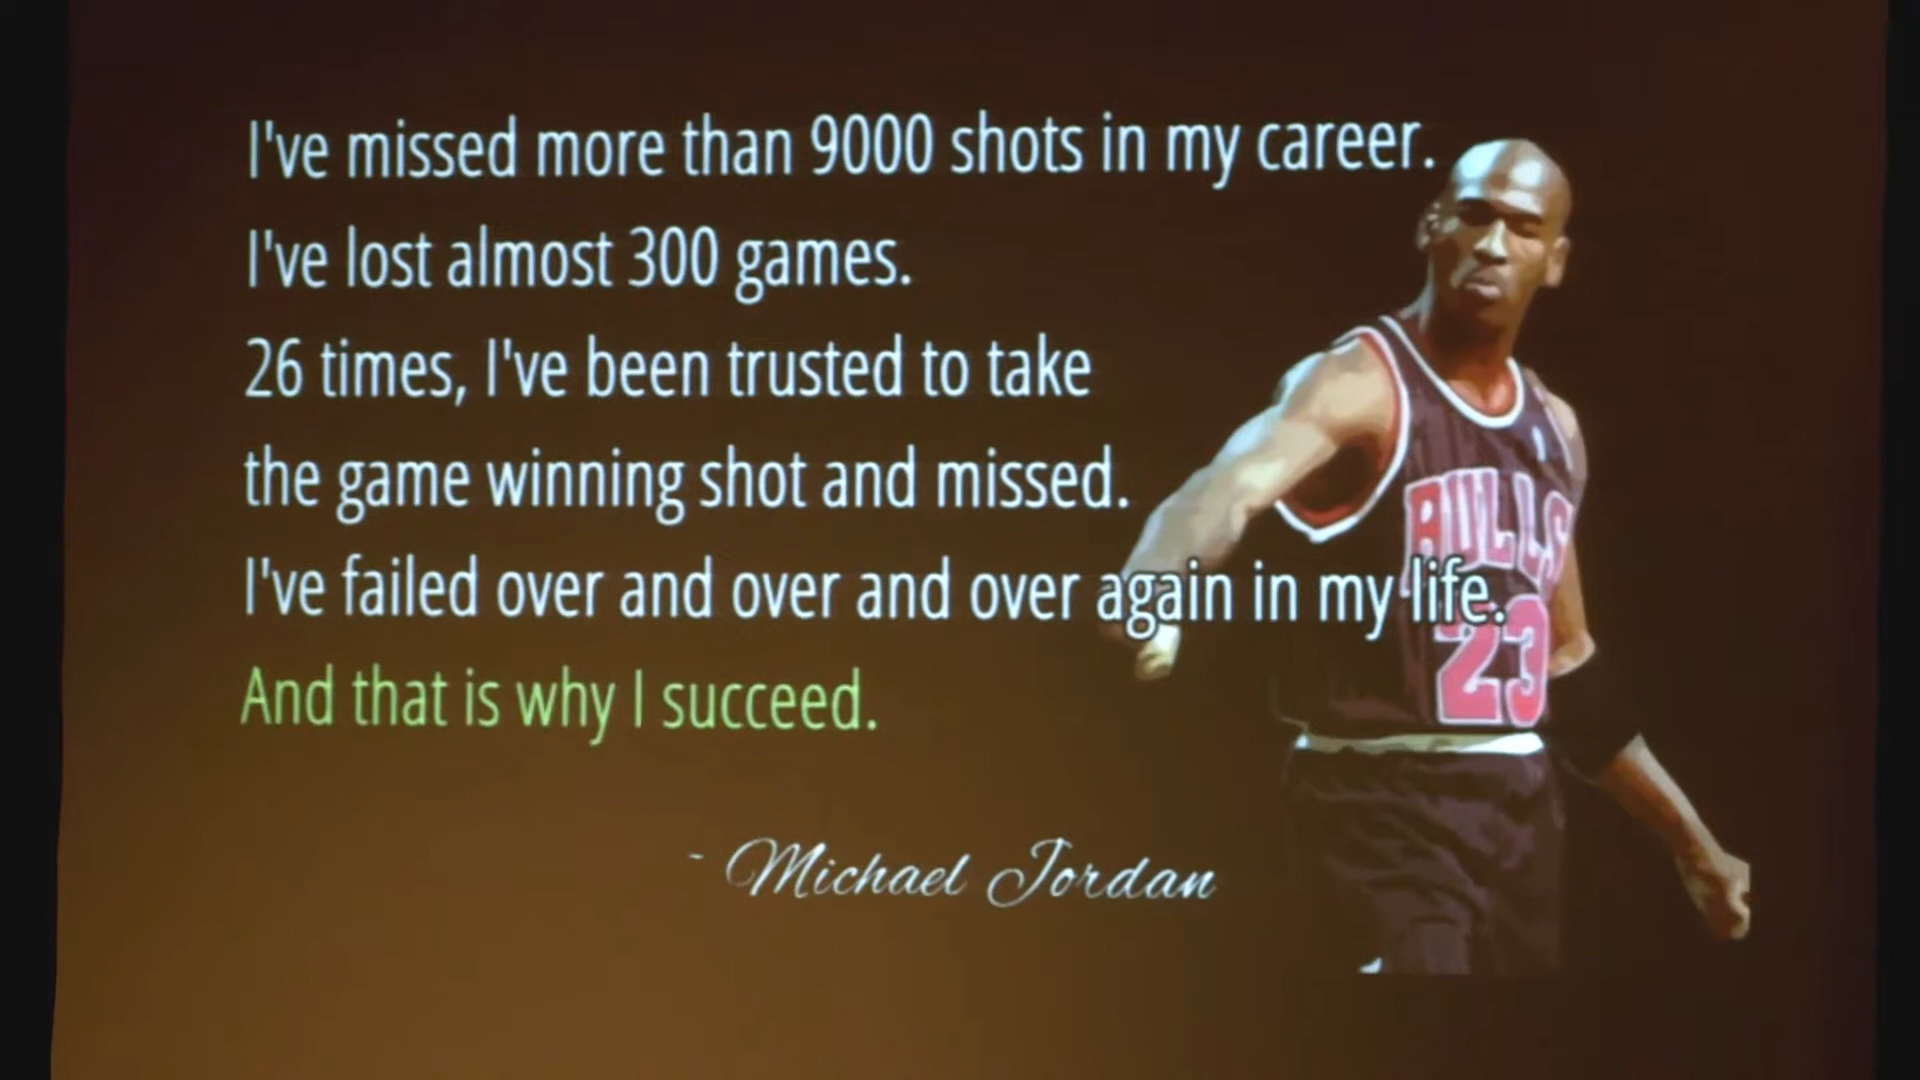 I've missed more than 9000 shots in my career.
I've lost almost 300 games.
26 times, I've been trusted to take
the game winning shot and missed.
I've failed over and over and over again in my life.
And that is why I succeed.
- Michael Jordan
BULLS
23